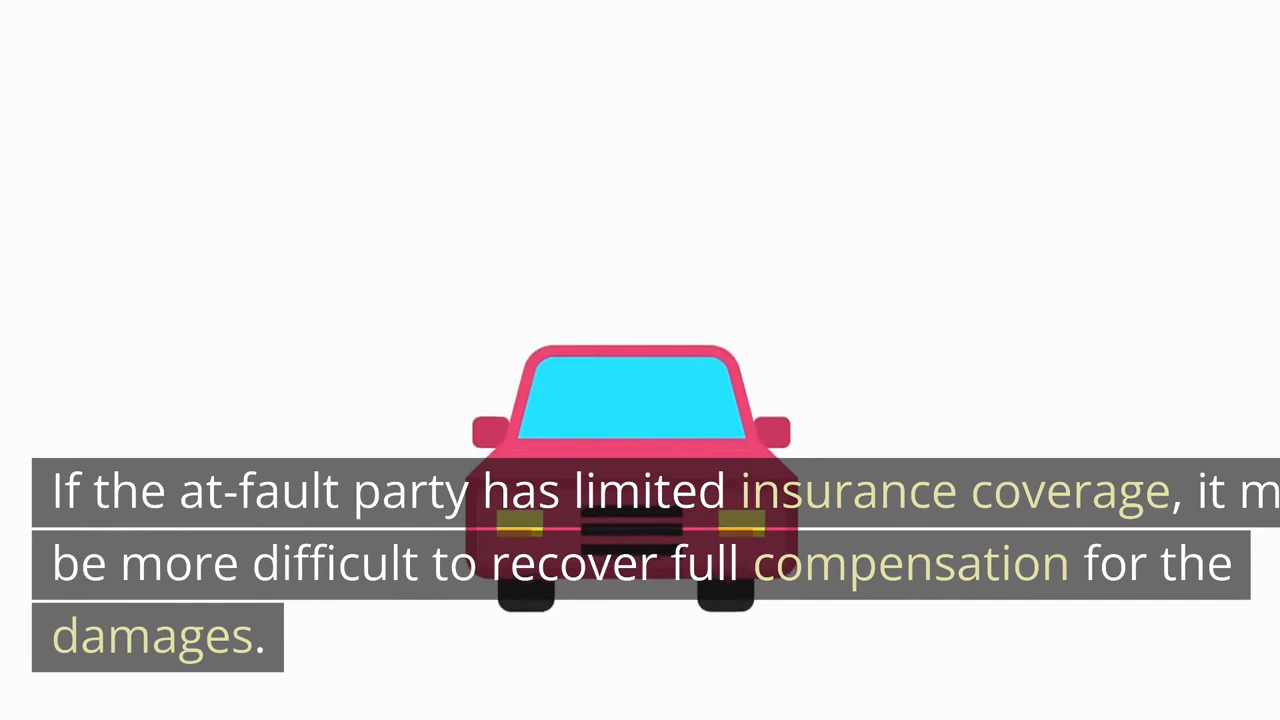 If the at-fault party has limited insurance coverage, it
be more difficult to recover full compensation for the
damages.